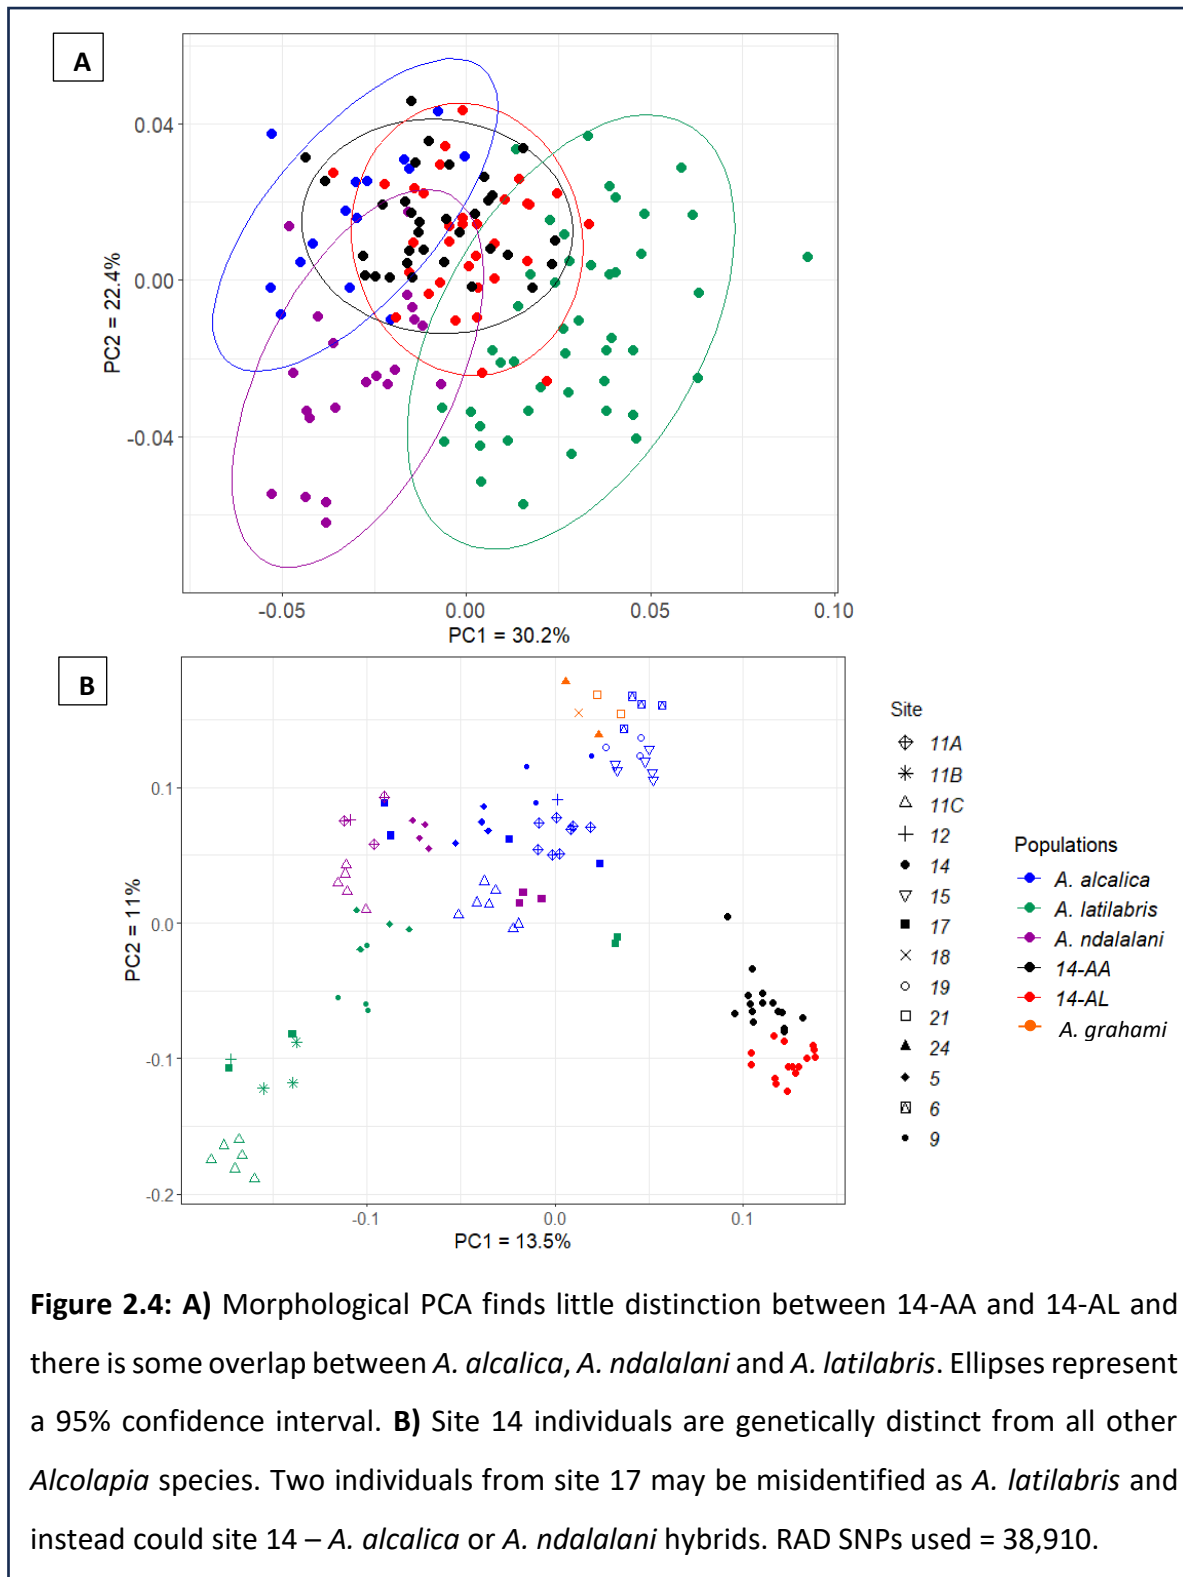 A
0.04
0.00
-0.04
PC2 = 22.4%
-0.05
0.00
0.05
0.10
PC1 = 30.2%
B
0.1
0.0
-0.1
-0.2
PC2 = 11%
-0.1
0.0
0.1
PC1 = 13.5%
Site
11A
11B
11C
12
14
15
17
18
19
21
24
5
6
9
Populations
A. alcalica
A. latilabris
A. ndalalani
14-AA
14-AL
A. grahami
Figure 2.4: A) Morphological PCA finds little distinction between 14-AA and 14-AL and
there is some overlap between A. alcalica, A. ndalalani and A. latilabris. Ellipses represent
a 95% confidence interval. B) Site 14 individuals are genetically distinct from all other
Alcolapia species. Two individuals from site 17 may be misidentified as A. latilabris and
instead could site 14 – A. alcalica or A. ndalalani hybrids. RAD SNPs used = 38,910.